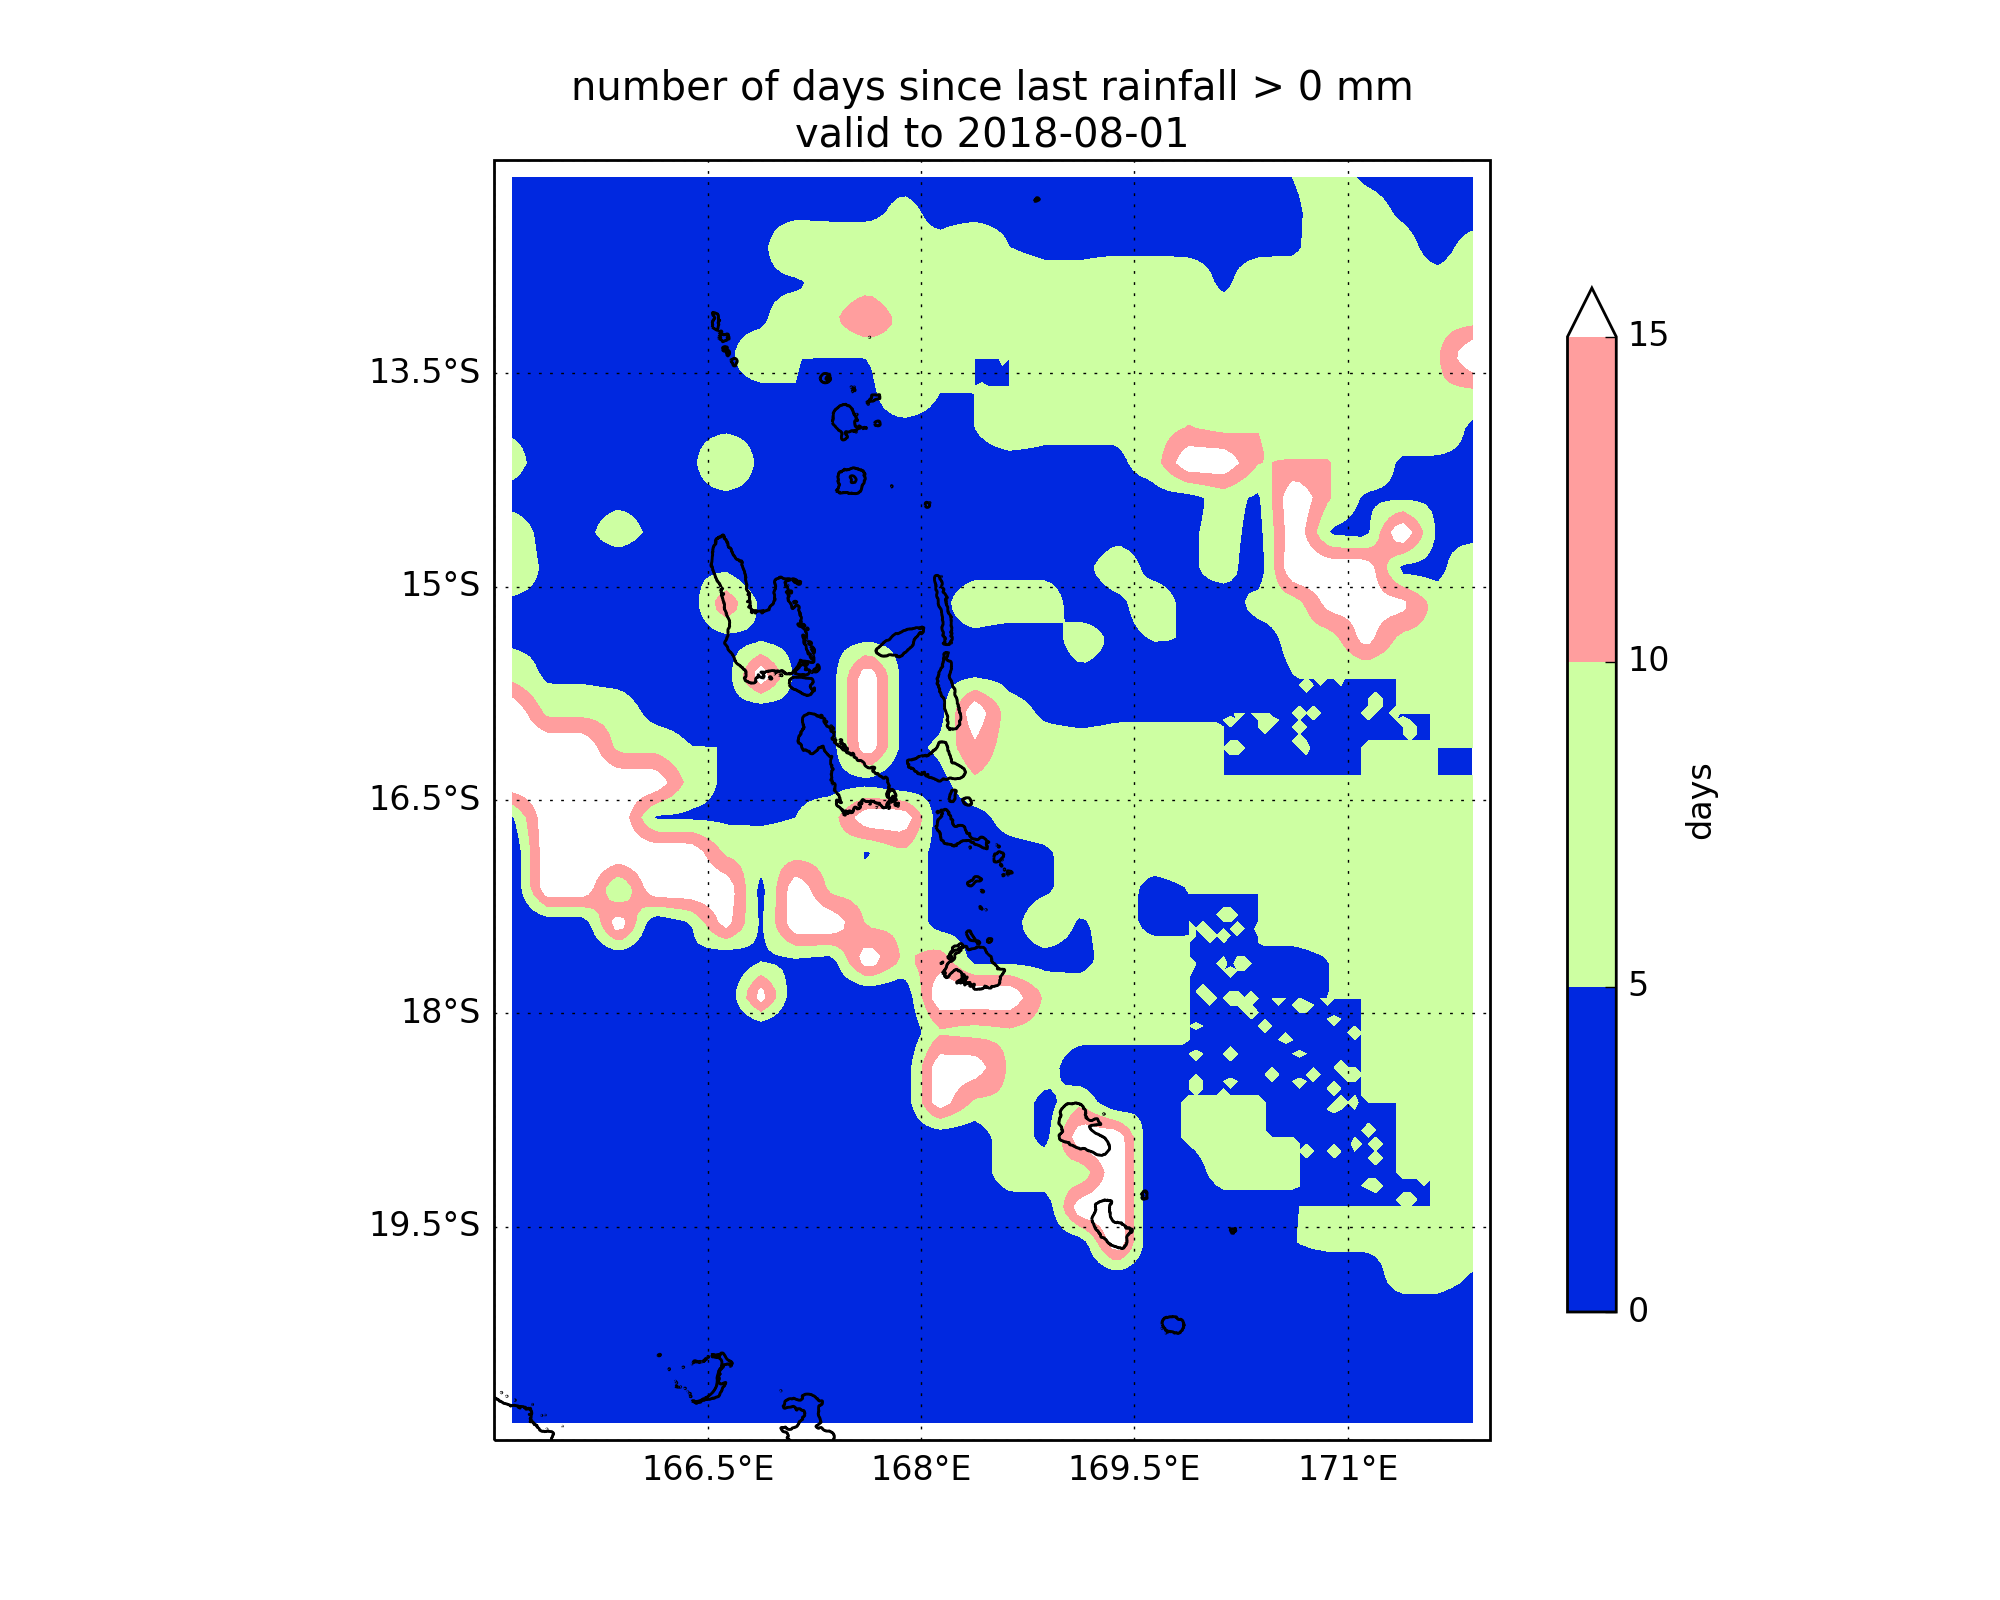 number of days since last rainfall > 0 mm
valid to 2018-08-01
13.5°S
15°S
16.5°S
18°S
19.5°S
166.5°E
168°E
169.5°E
171°E
15
10
5
0
days